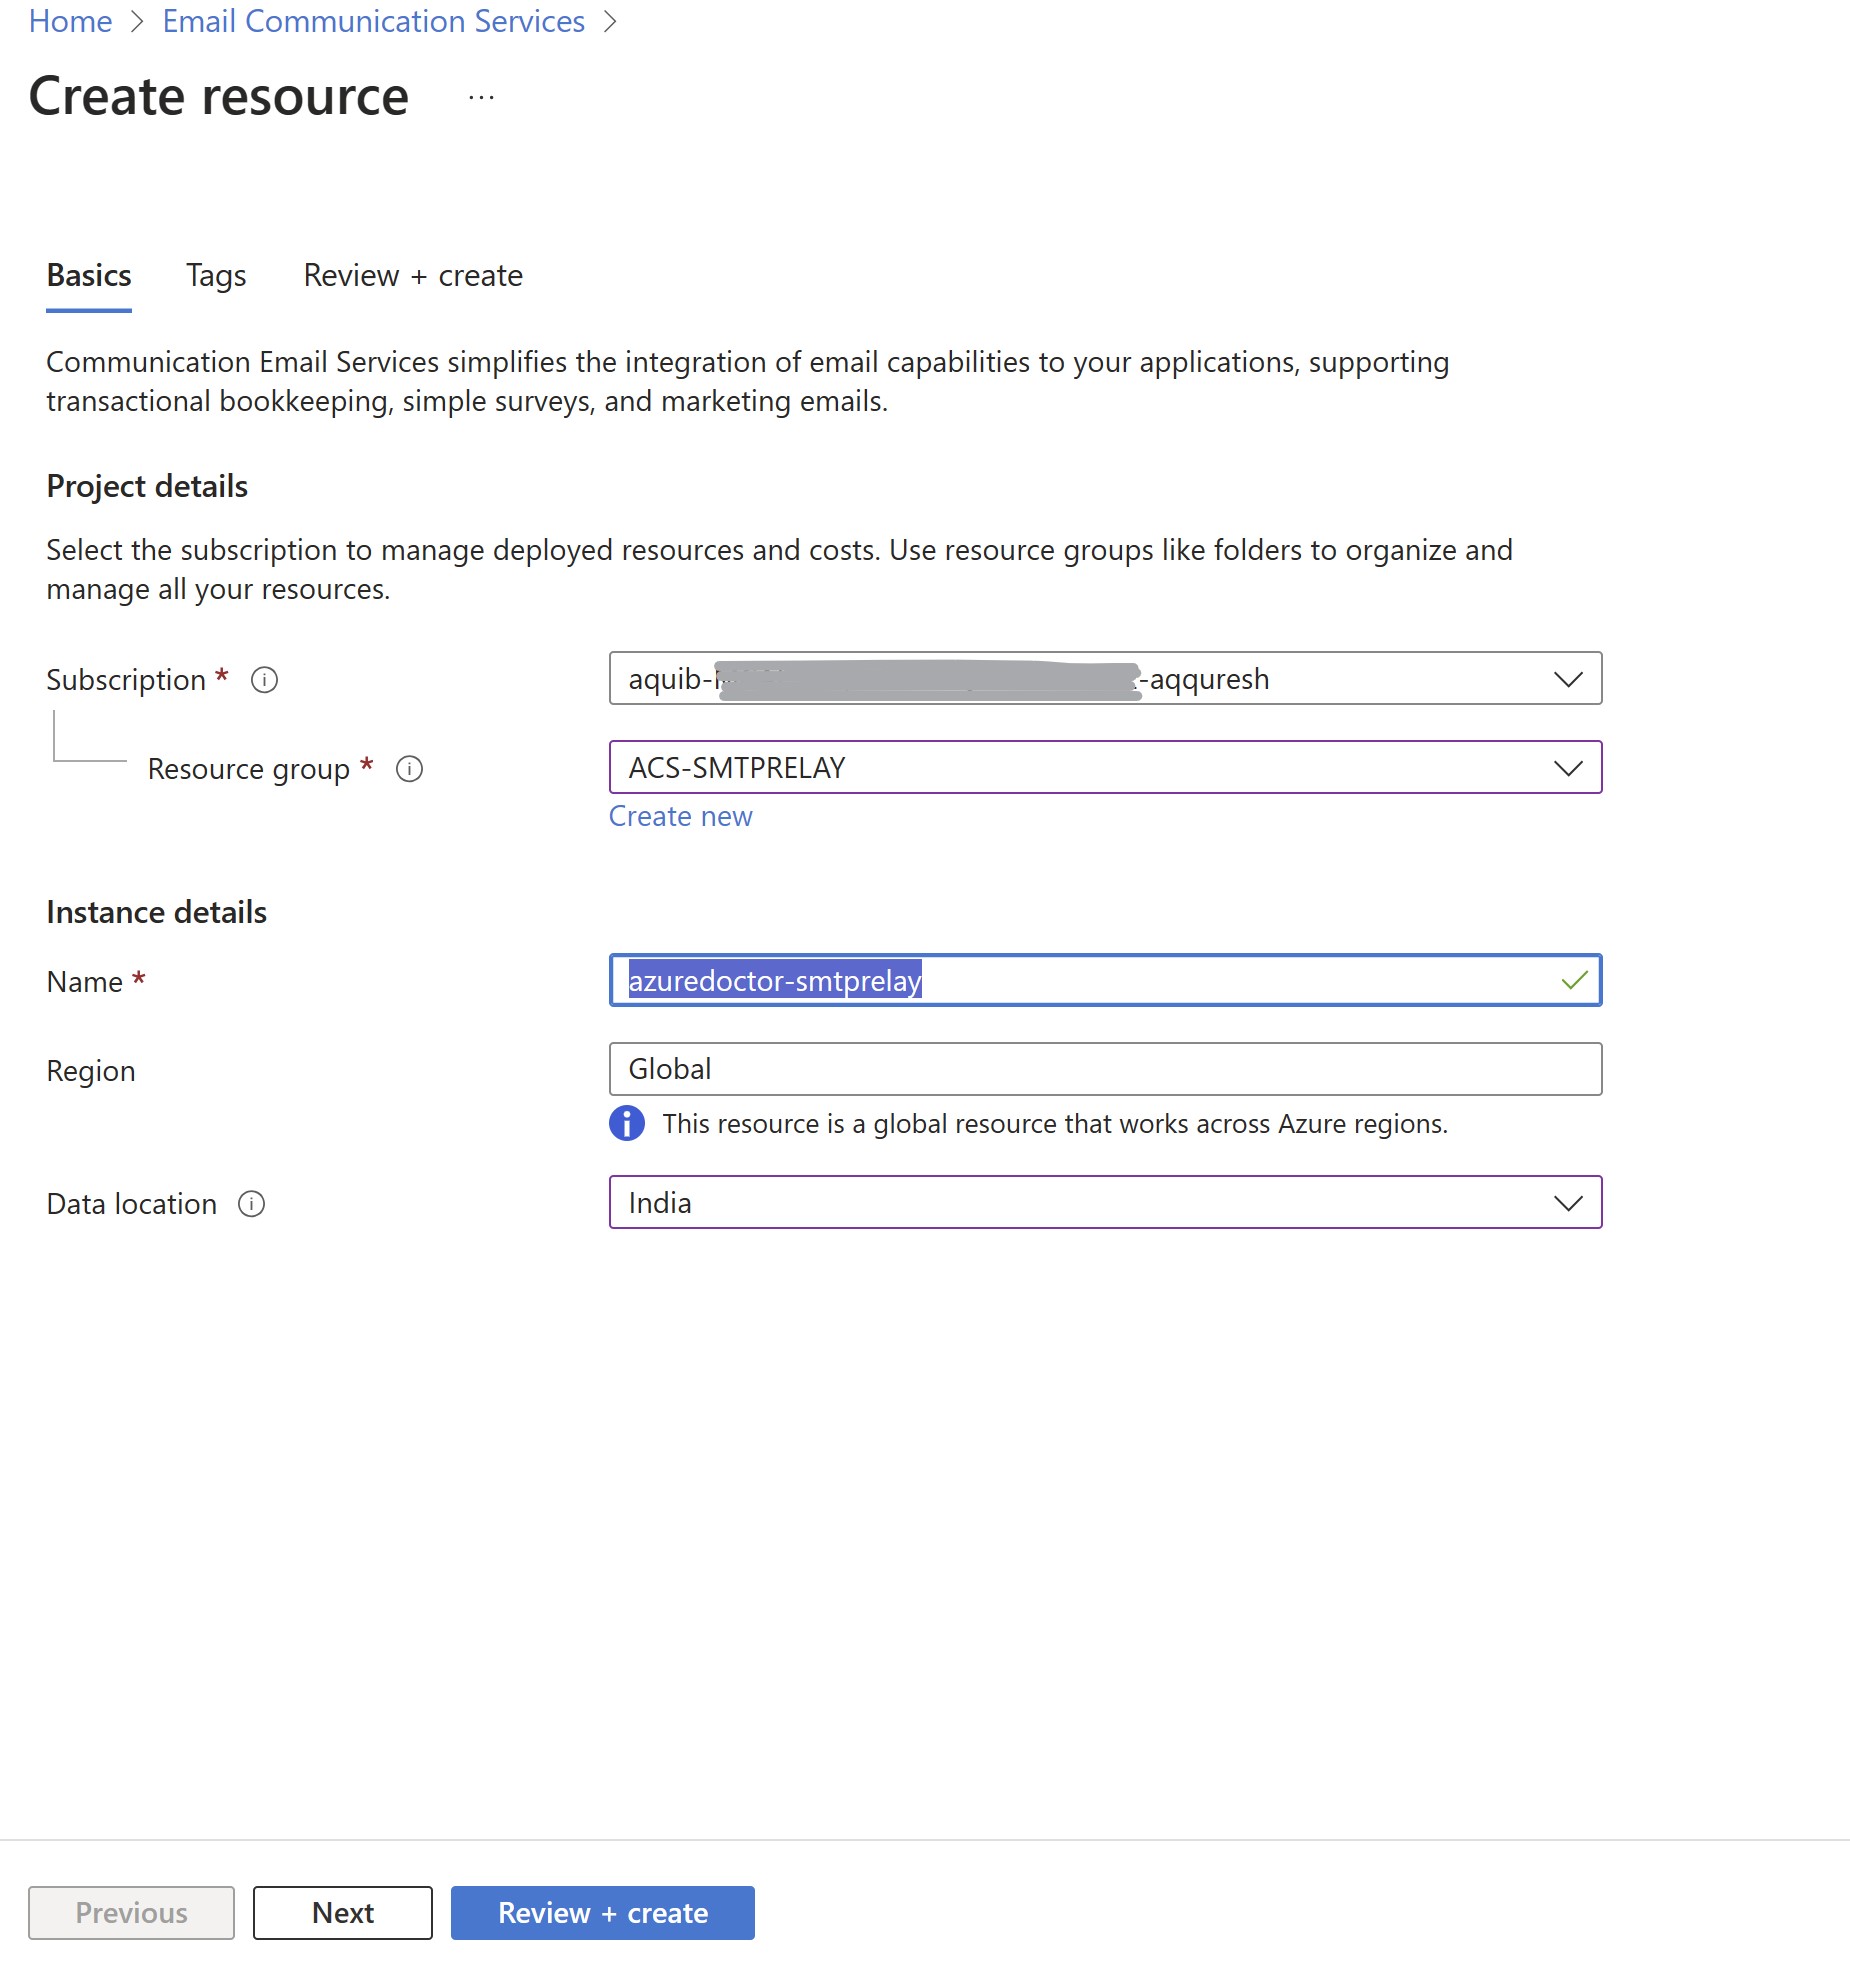 Home > Email Communication Services >
Create resource ...
Basics Tags Review + create
Communication Email Services simplifies the integration of email capabilities to your applications, supporting
transactional bookkeeping, simple surveys, and marketing emails.
Project details
Select the subscription to manage deployed resources and costs. Use resource groups like folders to organize and
manage all your resources.
Subscription * aquib- -aqquresh
Resource group * ACS-SMTPRELAY
Create new
Instance details
Name * azuredoctor-smtprelay
Region Global
This resource is a global resource that works across Azure regions.
Data location India
Previous Next Review + create